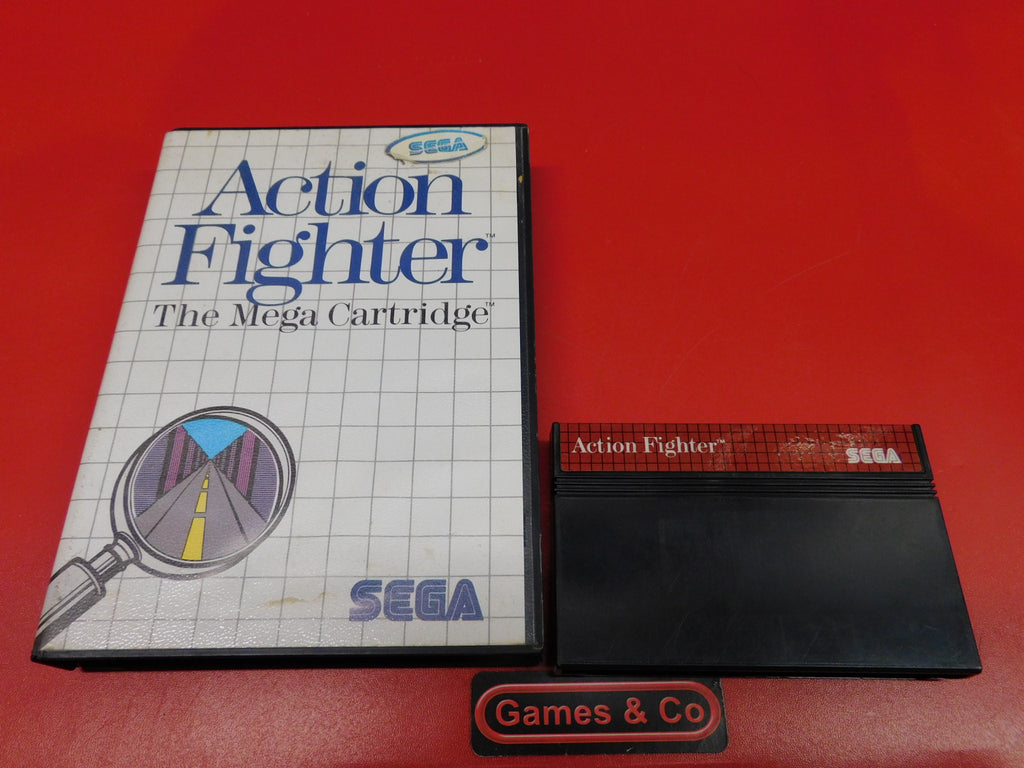 SEGA
Action
Fighter™
The Mega Cartridge™
SEGA
Action Fighter™
SEGA
Games & Co